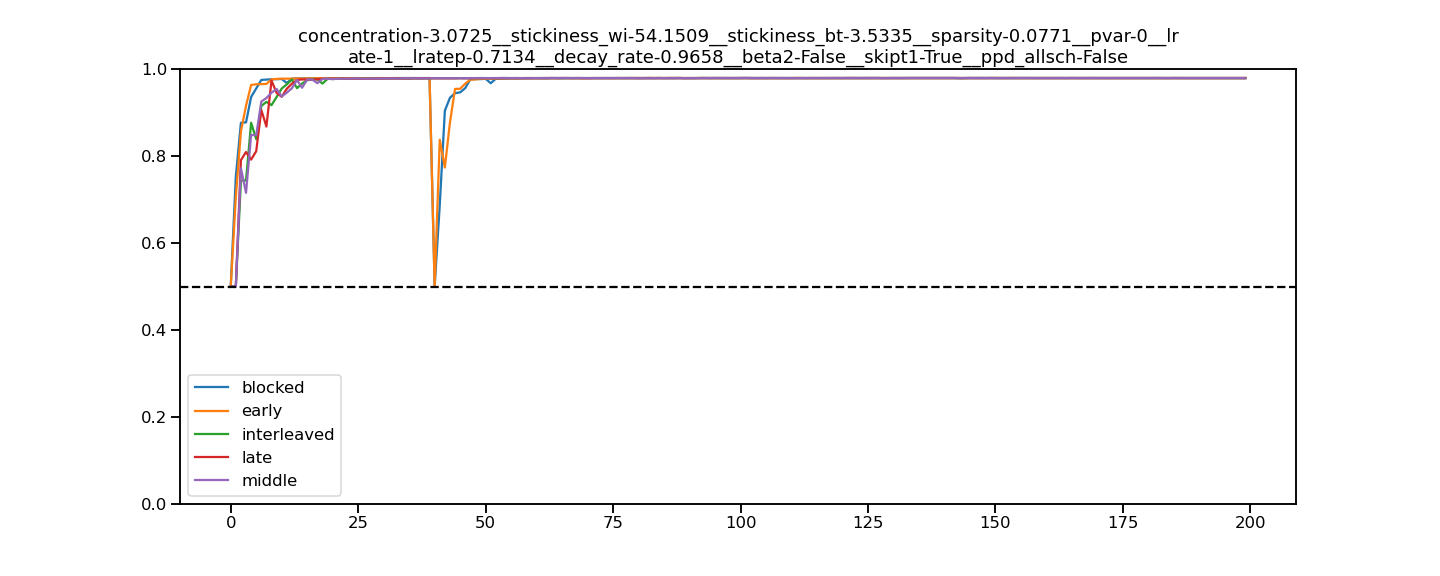 concentration-3.0725__stickiness_wi-54.1509__stickiness_bt-3.5335__sparsity-0.0771__pvar-0__lr
ate-1__lratep-0.7134__decay_rate-0.9658__beta2-False__skipt1-True__ppd_allsch-False
1.0
0.8
0.6
0.4
0.2
0.0
blocked
early
interleaved
late
middle
0 25 50 75 100 125 150 175 200